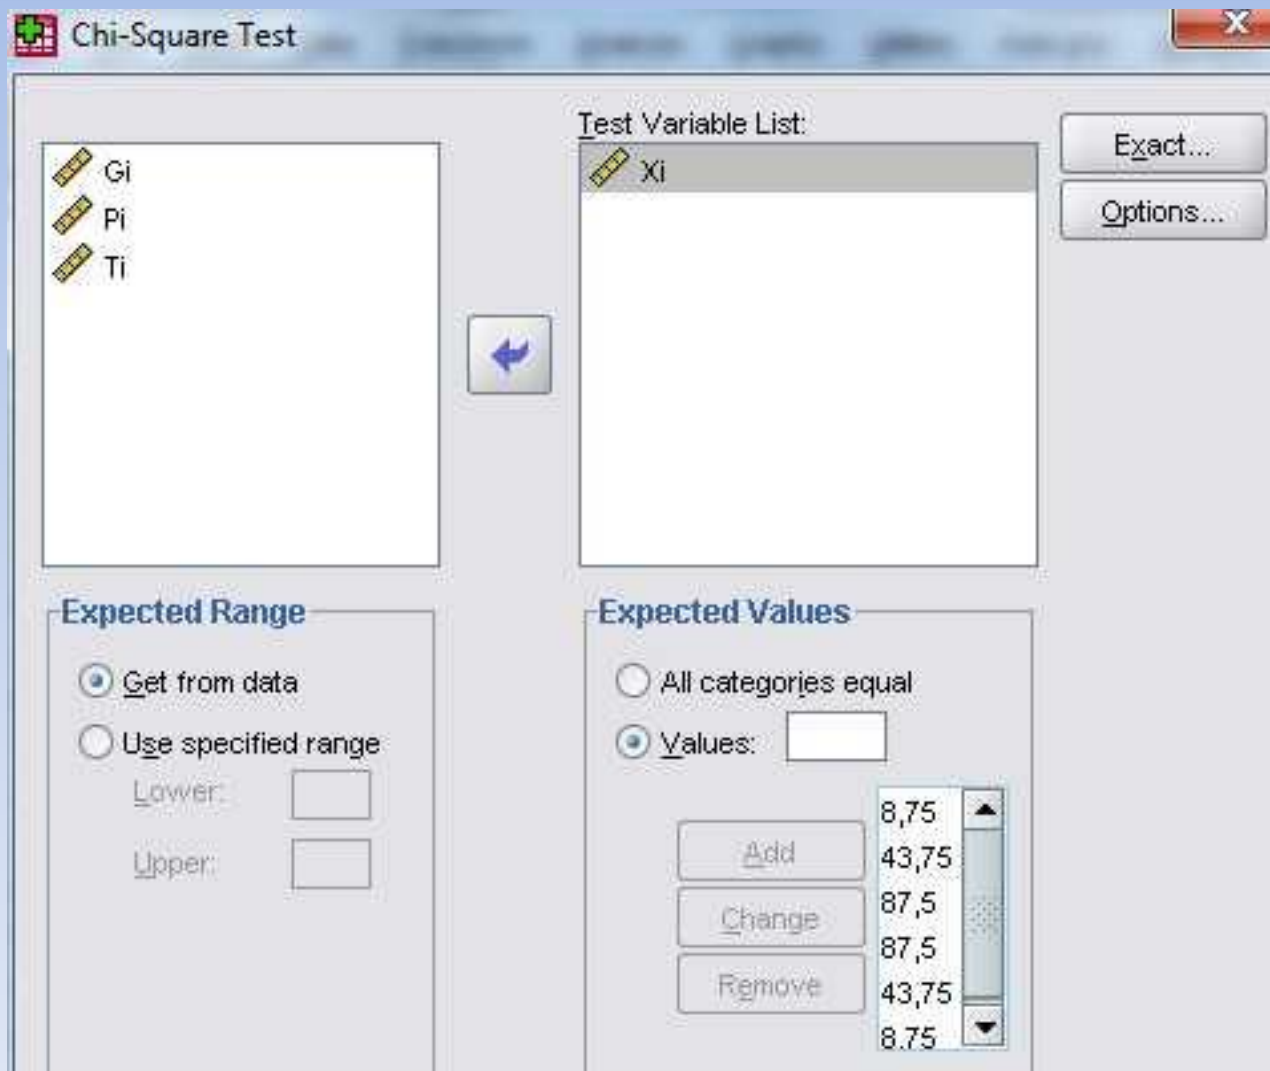 Chi-Square Test
X
Test Variable List:
Gi
Pi
Ti
Xi
Exact...
Options...
Expected Range
Get from data
Use specified range
Lower:
Upper:
Expected Values
All categories equal
Values:
Add
Change
Remove
8,75
43,75
87,5
87,5
43,75
8,75